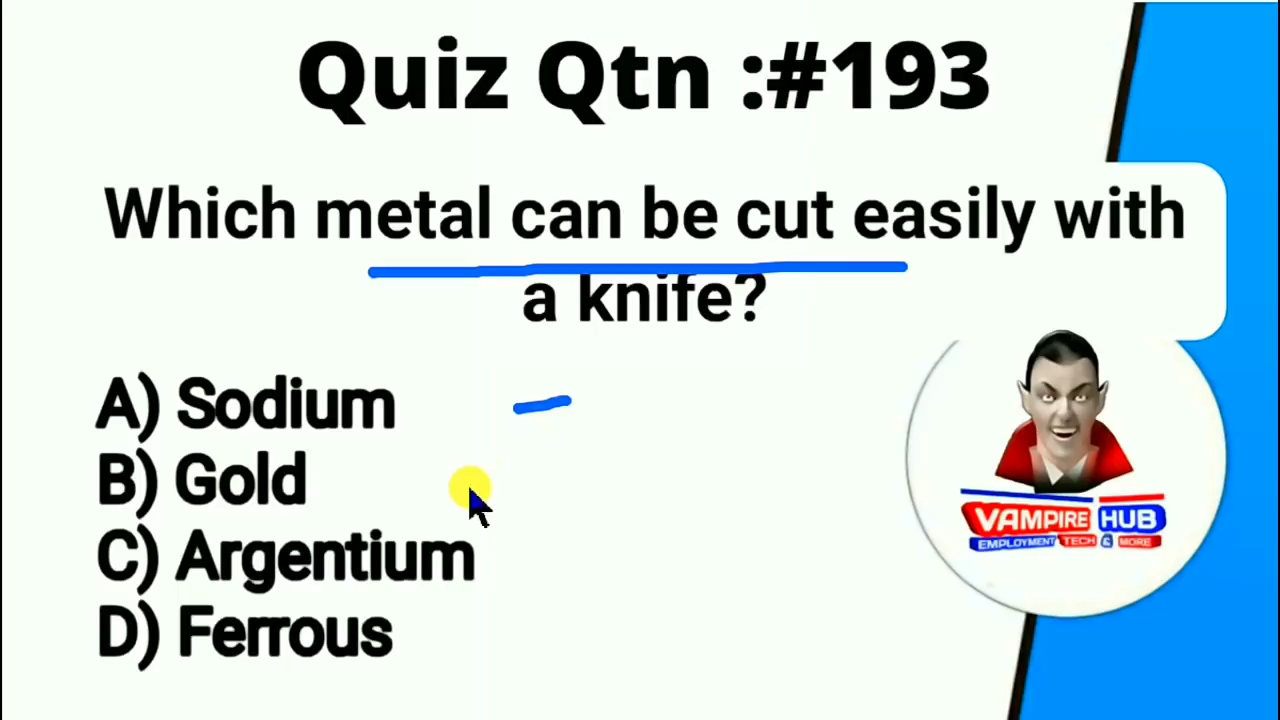 Quiz Qtn :#193
Which metal can be cut easily with
a knife?
A) Sodium
B) Gold
C) Argentium
D) Ferrous
VAMPIRE HUB
EMPLOYMENT TECH & MORE